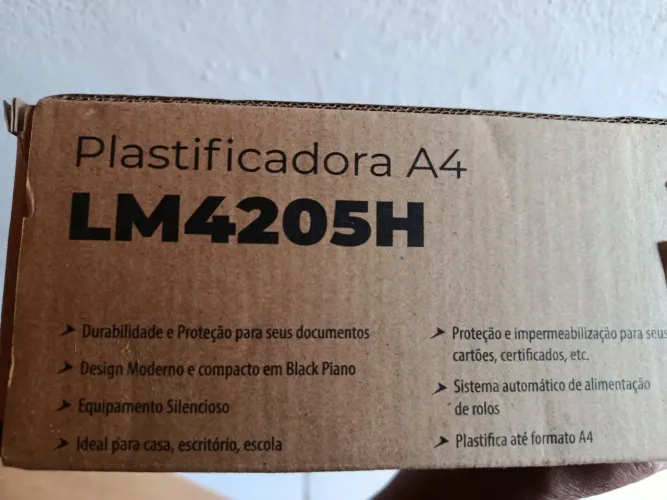 Plastificadora A4
LM4205H
➤ Durabilidade e Proteção para seus documentos
➤ Design Moderno e compacto em Black Piano
➤ Equipamento Silencioso
➤ Ideal para casa, escritório, escola
➤ Proteção e impermeabilização para seus
cartões, certificados, etc.
➤ Sistema automático de alimentação
de rolos
➤ Plastifica até formato A4